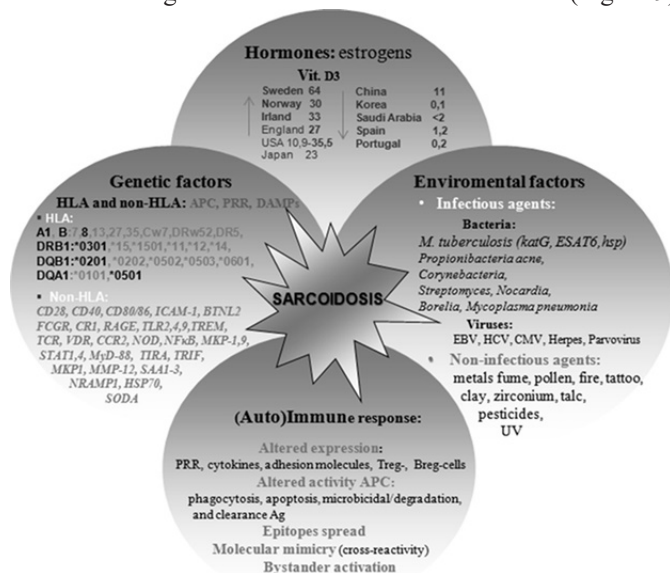 Hormones: estrogens
Vit. D3
Sweden 64
Norway 30
Irland 33
England 27
USA 10,9-35,5
Japan 23
China 11
Korea 0,1
Saudi Arabia <2
Spain 1,2
Portugal 0,2
Genetic factors
HLA and non-HLA: APC, PRR, DAMPs
▪ HLA:
A1, B:7,8,13,27,35,Cw7,DRw52,DR5,
DRB1:*0301,*15,*1501,*11,*12,*14,
DQB1:*0201,*0202,*0502,*0503,*0601,
DQA1:*0101,*0501
▪ Non-HLA:
CD28, CD40, CD80/86, ICAM-1, BTNL2
FCGR, CR1, RAGE, TLR2,4,9,TREM,
TCR, VDR, CCR2, NOD,NFκB, MKP-1,9,
STAT1,4, MyD-88, TIRA, TRIF,
MKP1, MMP-12, SAA1-3,
NRAMP1, HSP70,
SODA
SARCOIDOSIS
Enviromental factors
• Infectious agents:
Bacteria:
M. tuberculosis (katG, ESAT6,hsp)
Propionibacteria acne,
Corynebacteria,
Streptomyces, Nocardia,
Borelia, Mycoplasma pneumonia
Viruses:
EBV, HCV, CMV, Herpes, Parvovirus
• Non-infectious agents:
metals fume, pollen, fire, tattoo,
clay, zirconium, talc,
pesticides,
UV
(Auto)Immune response:
Altered expression:
PRR, cytokines, adhesion molecules, Treg-, Breg-cells
Altered activity APC:
phagocytosis, apoptosis, microbicidal/degradation,
and clearance Ag
Epitopes spread
Molecular mimicry (cross-reactivity)
Bystander activation